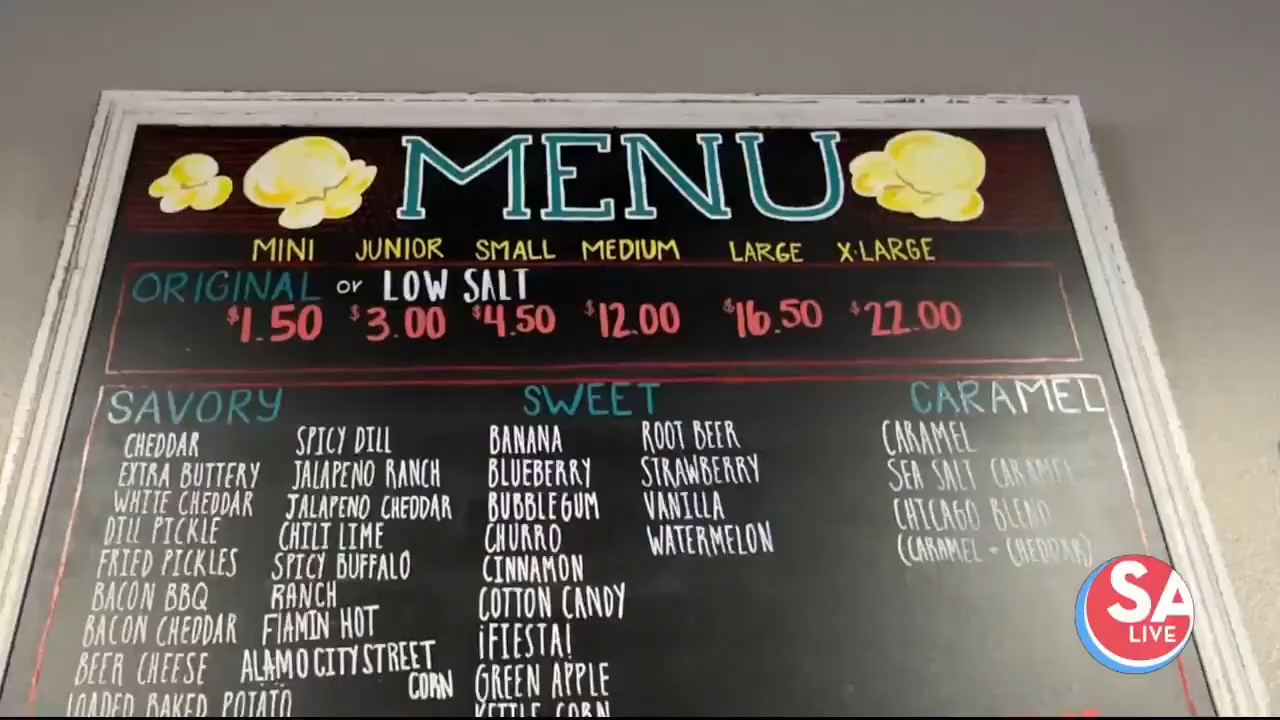 MENU
MINI JUNIOR SMALL MEDIUM LARGE X-LARGE
ORIGINAL or LOW SALT
$1.50 $3.00 $4.50 $12.00 $16.50 $22.00
SAVORY
CHEDDAR
EXTRA BUTTERY
WHITE CHEDDAR
DILL PICKLE
FRIED PICKLES
BACON BBQ
BACON CHEDDAR
BEER CHEESE
LOADED BAKED POTATO
SPICY DILL
JALAPENO RANCH
JALAPENO CHEDDAR
CHILI LIME
SPICY BUFFALO
RANCH
FLAMIN HOT
ALAMO CITY STREET
CORN
SWEET
BANANA
BLUEBERRY
BUBBLEGUM
CHURRO
CINNAMON
COTTON CANDY
¡FIESTA!
GREEN APPLE
KETTLE CORN
ROOT BEER
STRAWBERRY
VANILLA
WATERMELON
CARAMEL
CARAMEL
SEA SALT CARAMEL
CHICAGO BLEND
(CARAMEL + CHEDDAR)
SA
LIVE